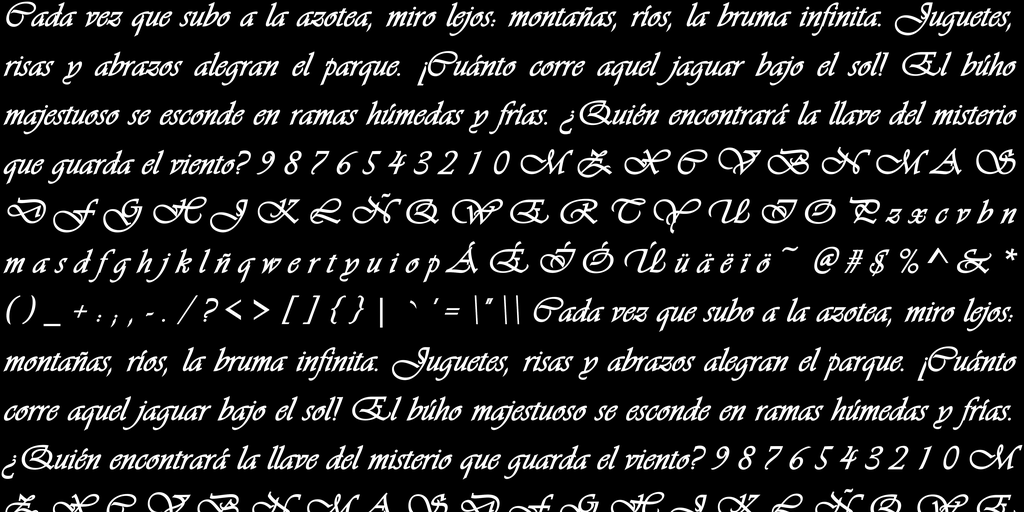 Cada vez que subo a la azotea, miro lejos: montañas, ríos, la bruma infinita. Juguetes,
risas y abrazos alegran el parque. ¡Cuánto corre aquel jaguar bajo el sol! El búho
majestuoso se esconde en ramas húmedas y frías. ¿Quién encontrará la llave del misterio
que guarda el viento? 9 8 7 6 5 4 3 2 1 0 M Z X C V B N M A S
D F G H J K L Ñ Q W E R T Y U I O P z x c v b n
m a s d f g h j k l ñ q w e r t y u i o p Á É Í Ó Ú ü ä ë ï ö ~ @ # $ % ^ & *
( ) _ + : ; , - . / ? < > [ ] { } | ` ' = \ " \ \ Cada vez que subo a la azotea, miro lejos:
montañas, ríos, la bruma infinita. Juguetes, risas y abrazos alegran el parque. ¡Cuánto
corre aquel jaguar bajo el sol! El búho majestuoso se esconde en ramas húmedas y frías.
¿Quién encontrará la llave del misterio que guarda el viento? 9 8 7 6 5 4 3 2 1 0 M
Z X C V B N M A S D F G H J K L Ñ Q W E